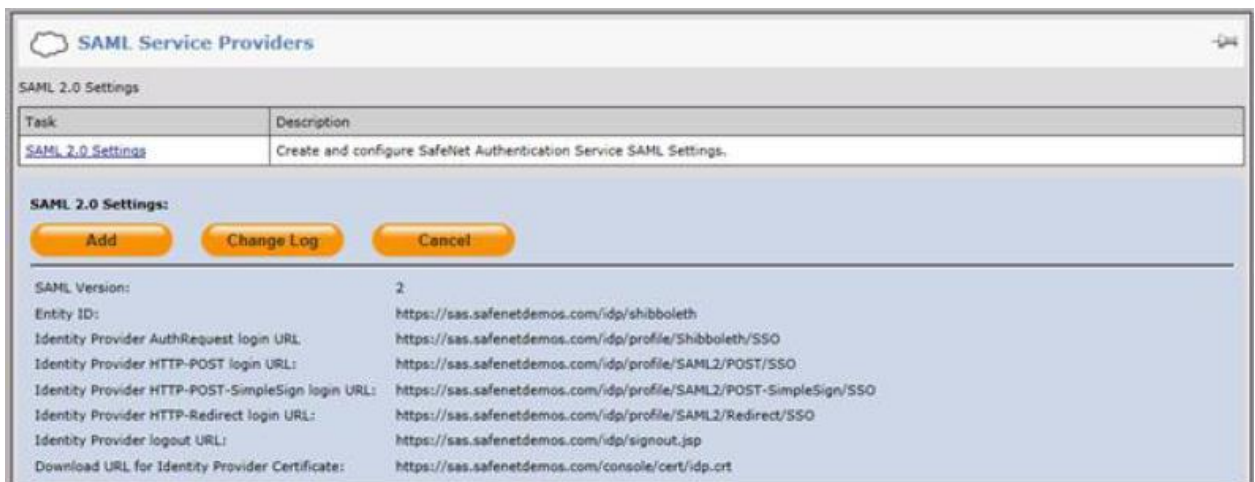 SAML Service Providers
SAML 2.0 Settings
Task Description
SAML 2.0 Settings Create and configure SafeNet Authentication Service SAML Settings.
SAML 2.0 Settings:
Add Change Log Cancel
SAML Version: 2
Entity ID: https://sas.safenetdemos.com/idp/shibboleth
Identity Provider AuthRequest login URL https://sas.safenetdemos.com/idp/profile/Shibboleth/SSO
Identity Provider HTTP-POST login URL: https://sas.safenetdemos.com/idp/profile/SAML2/POST/SSO
Identity Provider HTTP-POST-SimpleSign login URL: https://sas.safenetdemos.com/idp/profile/SAML2/POST-SimpleSign/SSO
Identity Provider HTTP-Redirect login URL: https://sas.safenetdemos.com/idp/profile/SAML2/Redirect/SSO
Identity Provider logout URL: https://sas.safenetdemos.com/idp/signout.jsp
Download URL for Identity Provider Certificate: https://sas.safenetdemos.com/console/cert/idp.crt